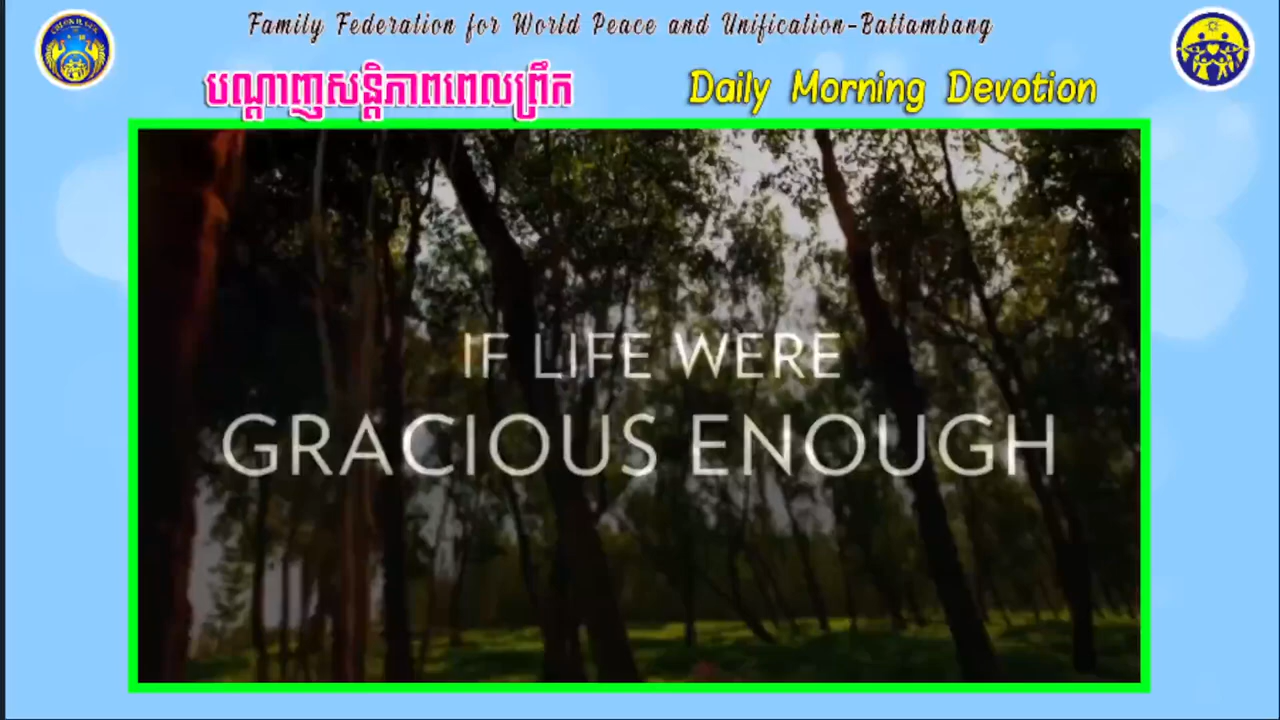 Family Federation for World Peace and Unification-Battambang
បណ្តាញសន្តិភាពពេលព្រឹក
Daily Morning Devotion
IF LIFE WERE
GRACIOUS ENOUGH